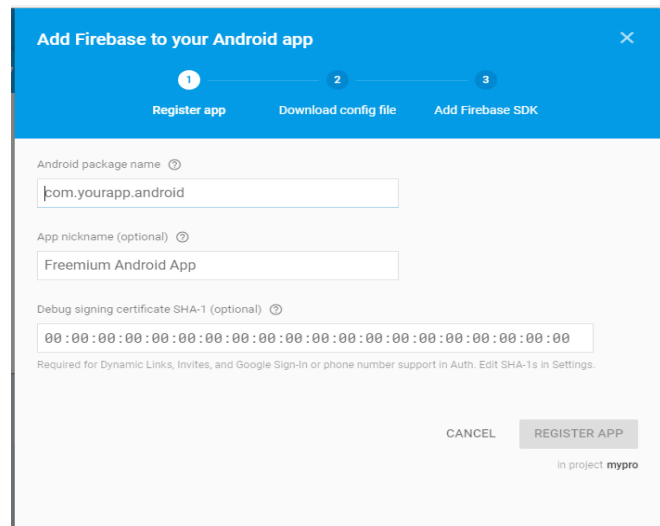 Add Firebase to your Android app
1
2
3
Register app
Download config file
Add Firebase SDK
Android package name
com.yourapp.android
App nickname (optional)
Freemium Android App
Debug signing certificate SHA-1 (optional)
00:00:00:00:00:00:00:00:00:00:00:00:00:00:00:00:00:00:00:00
Required for Dynamic Links, Invites, and Google Sign-In or phone number support in Auth. Edit SHA-1s in Settings.
CANCEL
REGISTER APP
in project mypro